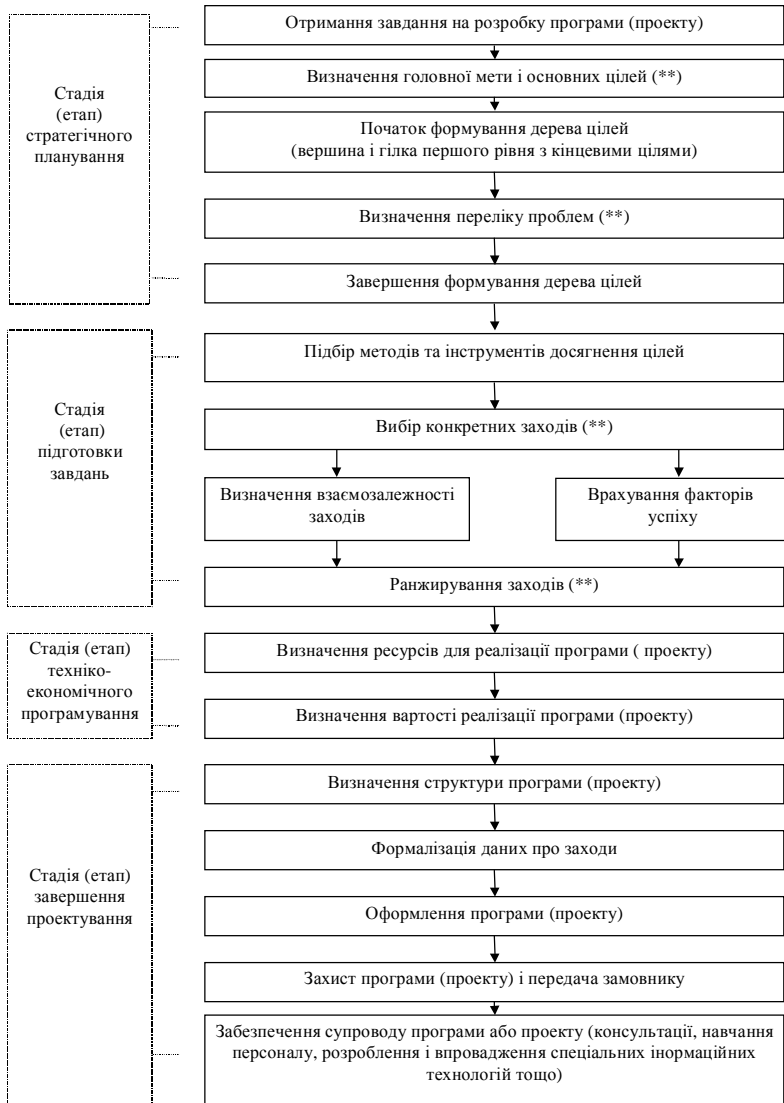 Стадія
(етап)
стратегічного
планування
Отримання завдання на розробку програми (проекту)
Визначення головної мети і основних цілей (**)
Початок формування дерева цілей
(вершина і гілка першого рівня з кінцевими цілями)
Визначення переліку проблем (**)
Завершення формування дерева цілей
Стадія
(етап)
підготовки
завдань
Підбір методів та інструментів досягнення цілей
Вибір конкретних заходів (**)
Визначення взаємозалежності
заходів
Врахування факторів
успіху
Ранжирування заходів (**)
Стадія (етап)
техніко-
економічного
програмування
Визначення ресурсів для реалізації програми ( проекту)
Визначення вартості реалізації програми (проекту)
Стадія (етап)
завершення
проектування
Визначення структури програми (проекту)
Формалізація даних про заходи
Оформлення програми (проекту)
Захист програми (проекту) і передача замовнику
Забезпечення супроводу програми або проекту (консультації, навчання
персоналу, розроблення і впровадження спеціальних інормаційних
технологій тощо)